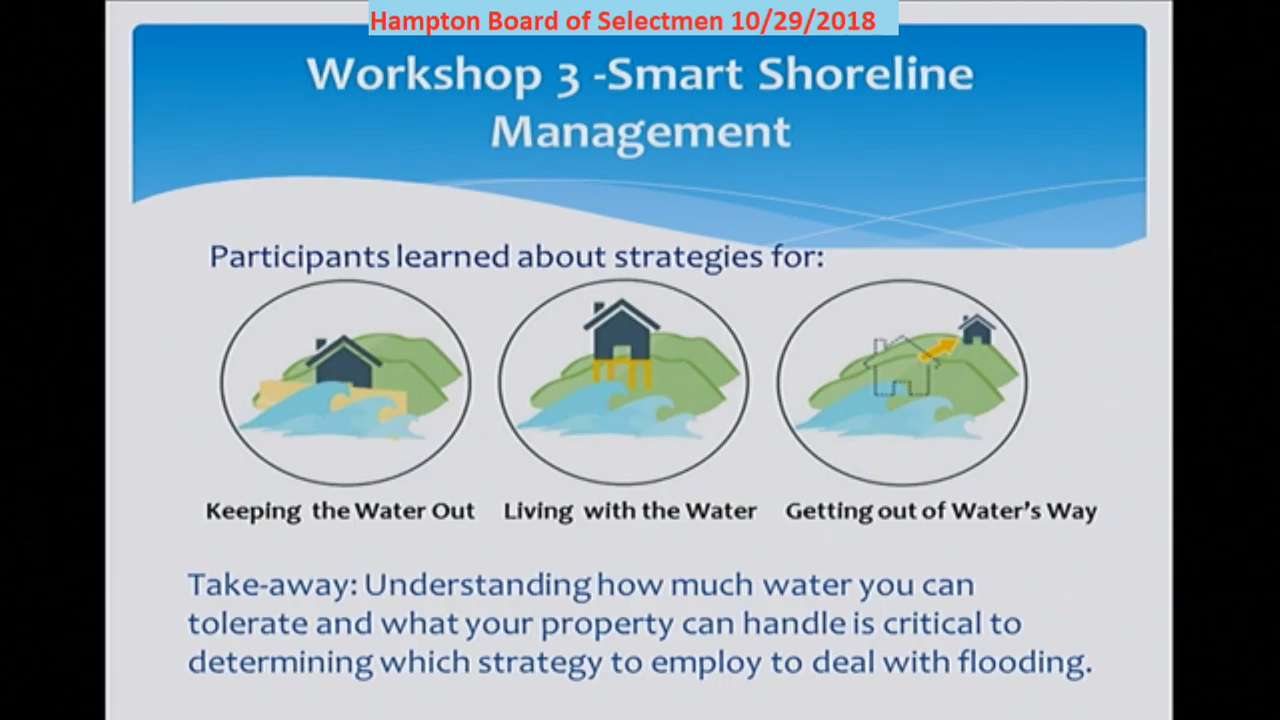 Hampton Board of Selectmen 10/29/2018
Workshop 3 -Smart Shoreline
Management
Participants learned about strategies for:
Keeping the Water Out
Living with the Water
Getting out of Water's Way
Take-away: Understanding how much water you can
tolerate and what your property can handle is critical to
determining which strategy to employ to deal with flooding.